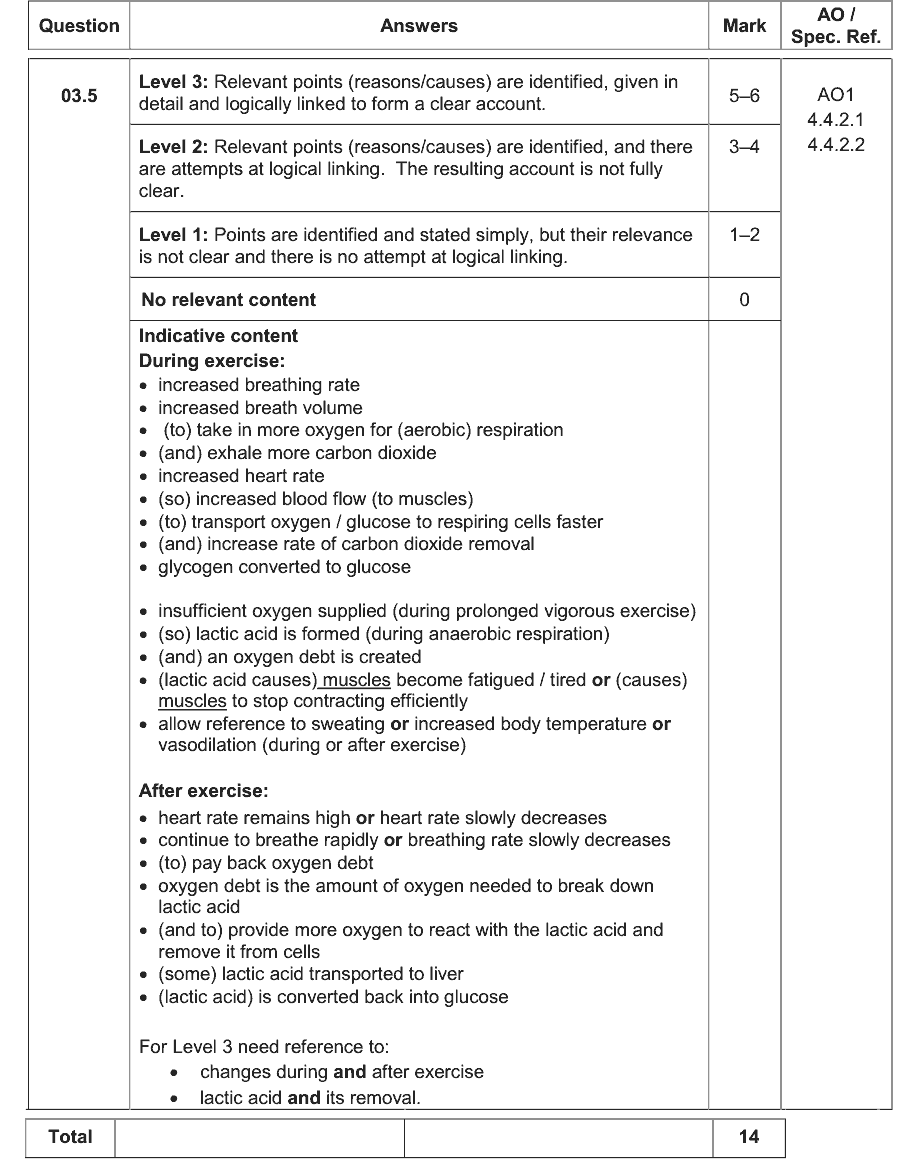 Question Answers Mark AO /
Spec. Ref.
03.5 Level 3: Relevant points (reasons/causes) are identified, given in
detail and logically linked to form a clear account. 5–6 AO1
4.4.2.1
4.4.2.2
Level 2: Relevant points (reasons/causes) are identified, and there
are attempts at logical linking. The resulting account is not fully
clear. 3–4
Level 1: Points are identified and stated simply, but their relevance
is not clear and there is no attempt at logical linking. 1–2
No relevant content 0
Indicative content
During exercise:
• increased breathing rate
• increased breath volume
• (to) take in more oxygen for (aerobic) respiration
• (and) exhale more carbon dioxide
• increased heart rate
• (so) increased blood flow (to muscles)
• (to) transport oxygen / glucose to respiring cells faster
• (and) increase rate of carbon dioxide removal
• glycogen converted to glucose
• insufficient oxygen supplied (during prolonged vigorous exercise)
• (so) lactic acid is formed (during anaerobic respiration)
• (and) an oxygen debt is created
• (lactic acid causes) muscles become fatigued / tired or (causes)
muscles to stop contracting efficiently
• allow reference to sweating or increased body temperature or
vasodilation (during or after exercise)
After exercise:
• heart rate remains high or heart rate slowly decreases
• continue to breathe rapidly or breathing rate slowly decreases
• (to) pay back oxygen debt
• oxygen debt is the amount of oxygen needed to break down
lactic acid
• (and to) provide more oxygen to react with the lactic acid and
remove it from cells
• (some) lactic acid transported to liver
• (lactic acid) is converted back into glucose
For Level 3 need reference to:
• changes during and after exercise
• lactic acid and its removal.
Total 14